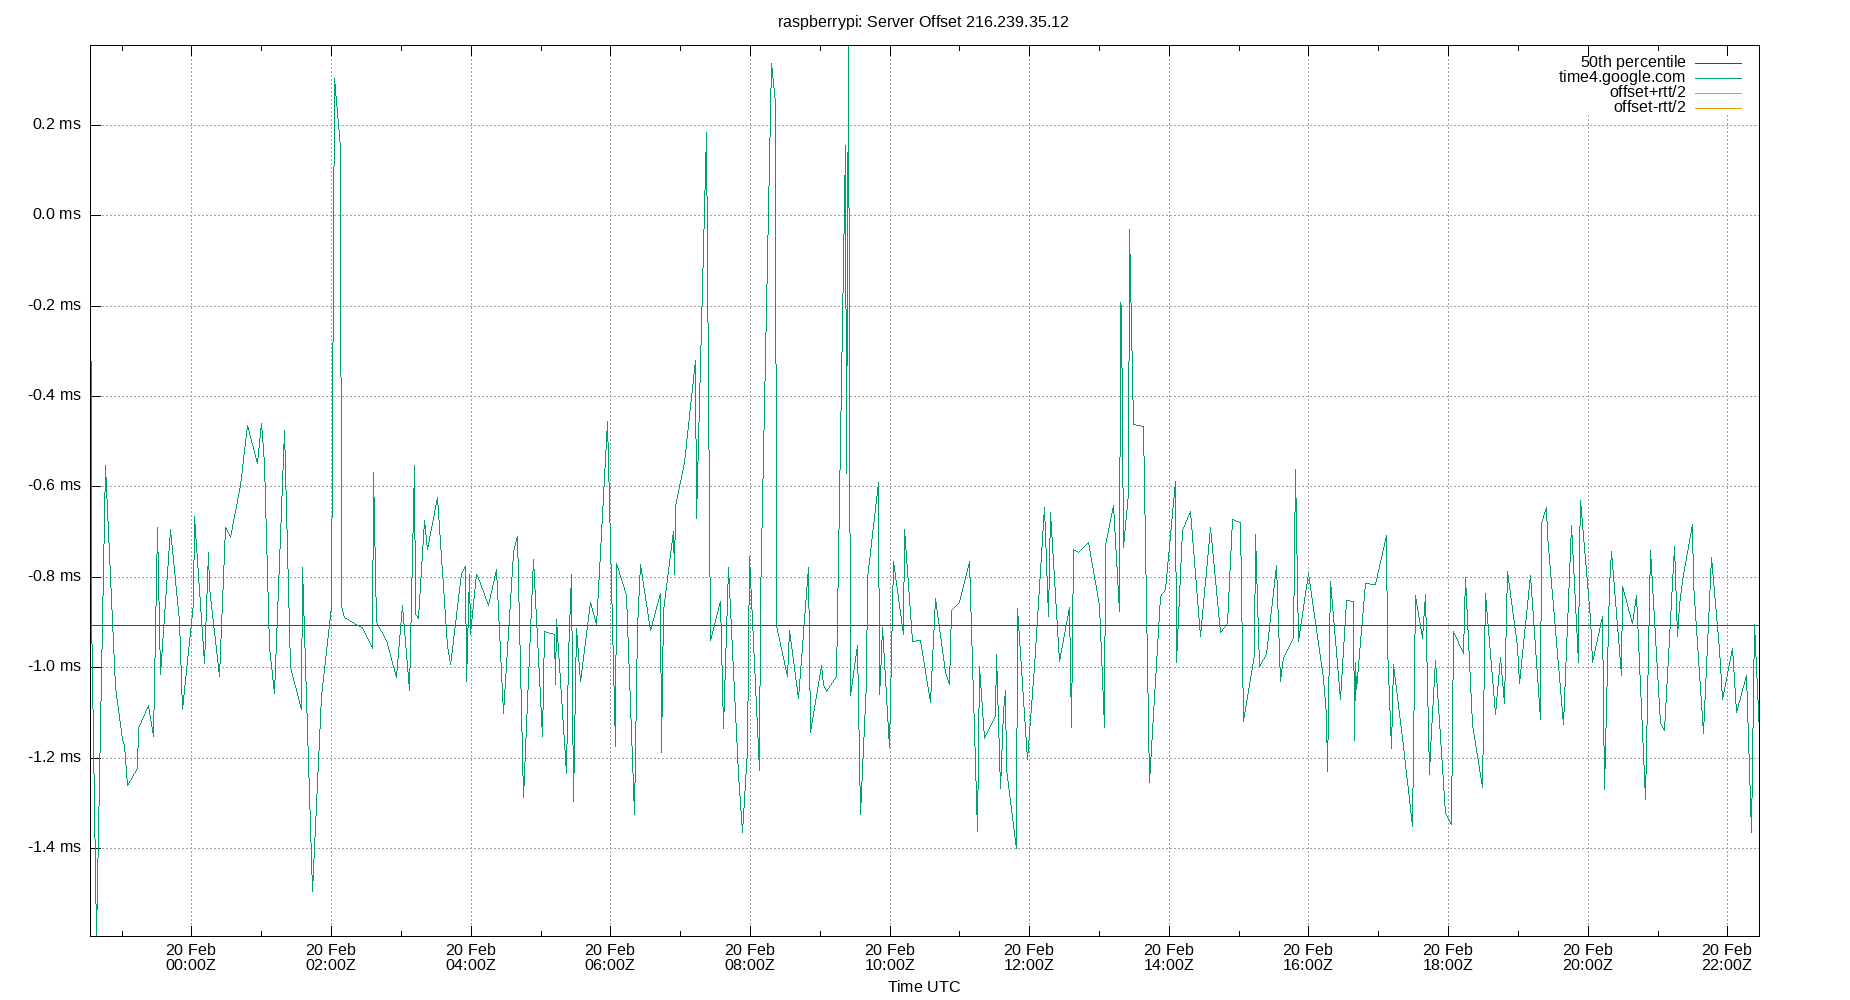 raspberrypi: Server Offset 216.239.35.12
50th percentile
time4.google.com
offset+rtt/2
offset-rtt/2
0.2 ms
0.0 ms
-0.2 ms
-0.4 ms
-0.6 ms
-0.8 ms
-1.0 ms
-1.2 ms
-1.4 ms
20 Feb 20 Feb 20 Feb 20 Feb 20 Feb 20 Feb 20 Feb 20 Feb 20 Feb 20 Feb 20 Feb 20 Feb
00:00Z 02:00Z 04:00Z 06:00Z 08:00Z 10:00Z 12:00Z 14:00Z 16:00Z 18:00Z 20:00Z 22:00Z
Time UTC